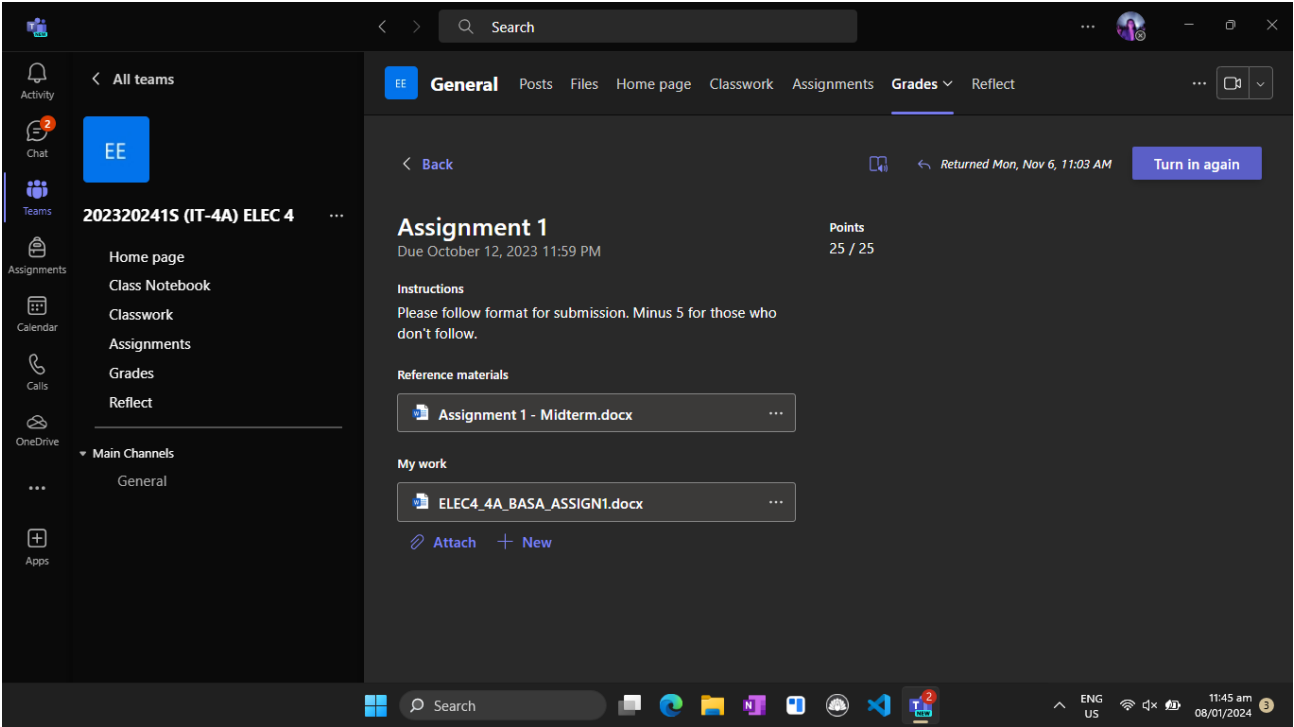 Search
EE
General
Posts
Files
Home page
Classwork
Assignments
Grades
Reflect
Activity
2
Chat
Teams
Assignments
Calendar
Calls
OneDrive
Apps
All teams
EE
202320241S (IT-4A) ELEC 4
Home page
Class Notebook
Classwork
Assignments
Grades
Reflect
Main Channels
General
Back
Returned Mon, Nov 6, 11:03 AM
Turn in again
Assignment 1
Due October 12, 2023 11:59 PM
Points
25 / 25
Instructions
Please follow format for submission. Minus 5 for those who
don't follow.
Reference materials
Assignment 1 - Midterm.docx
My work
ELEC4_4A_BASA_ASSIGN1.docx
Attach
New
Search
2
NEW
ENG
US
11:45 am
08/01/2024
3